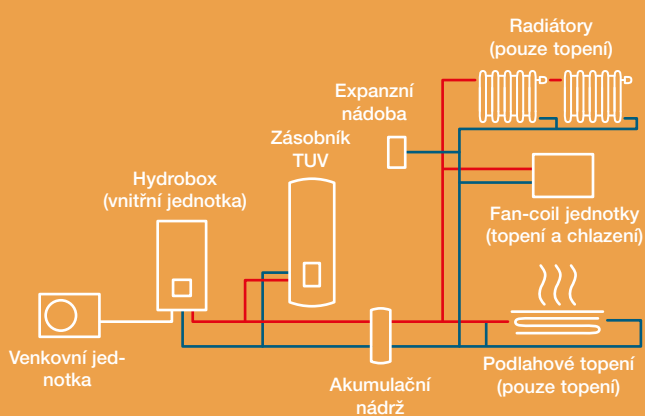 Radiátory
(pouze topení)
Expanzní
nádoba
Zásobník
TUV
Hydrobox
(vnitřní jednotka)
Fan-coil jednotky
(topení a chlazení)
Venkovní jed-
notka
Podlahové topení
(pouze topení)
Akumulační
nádrž